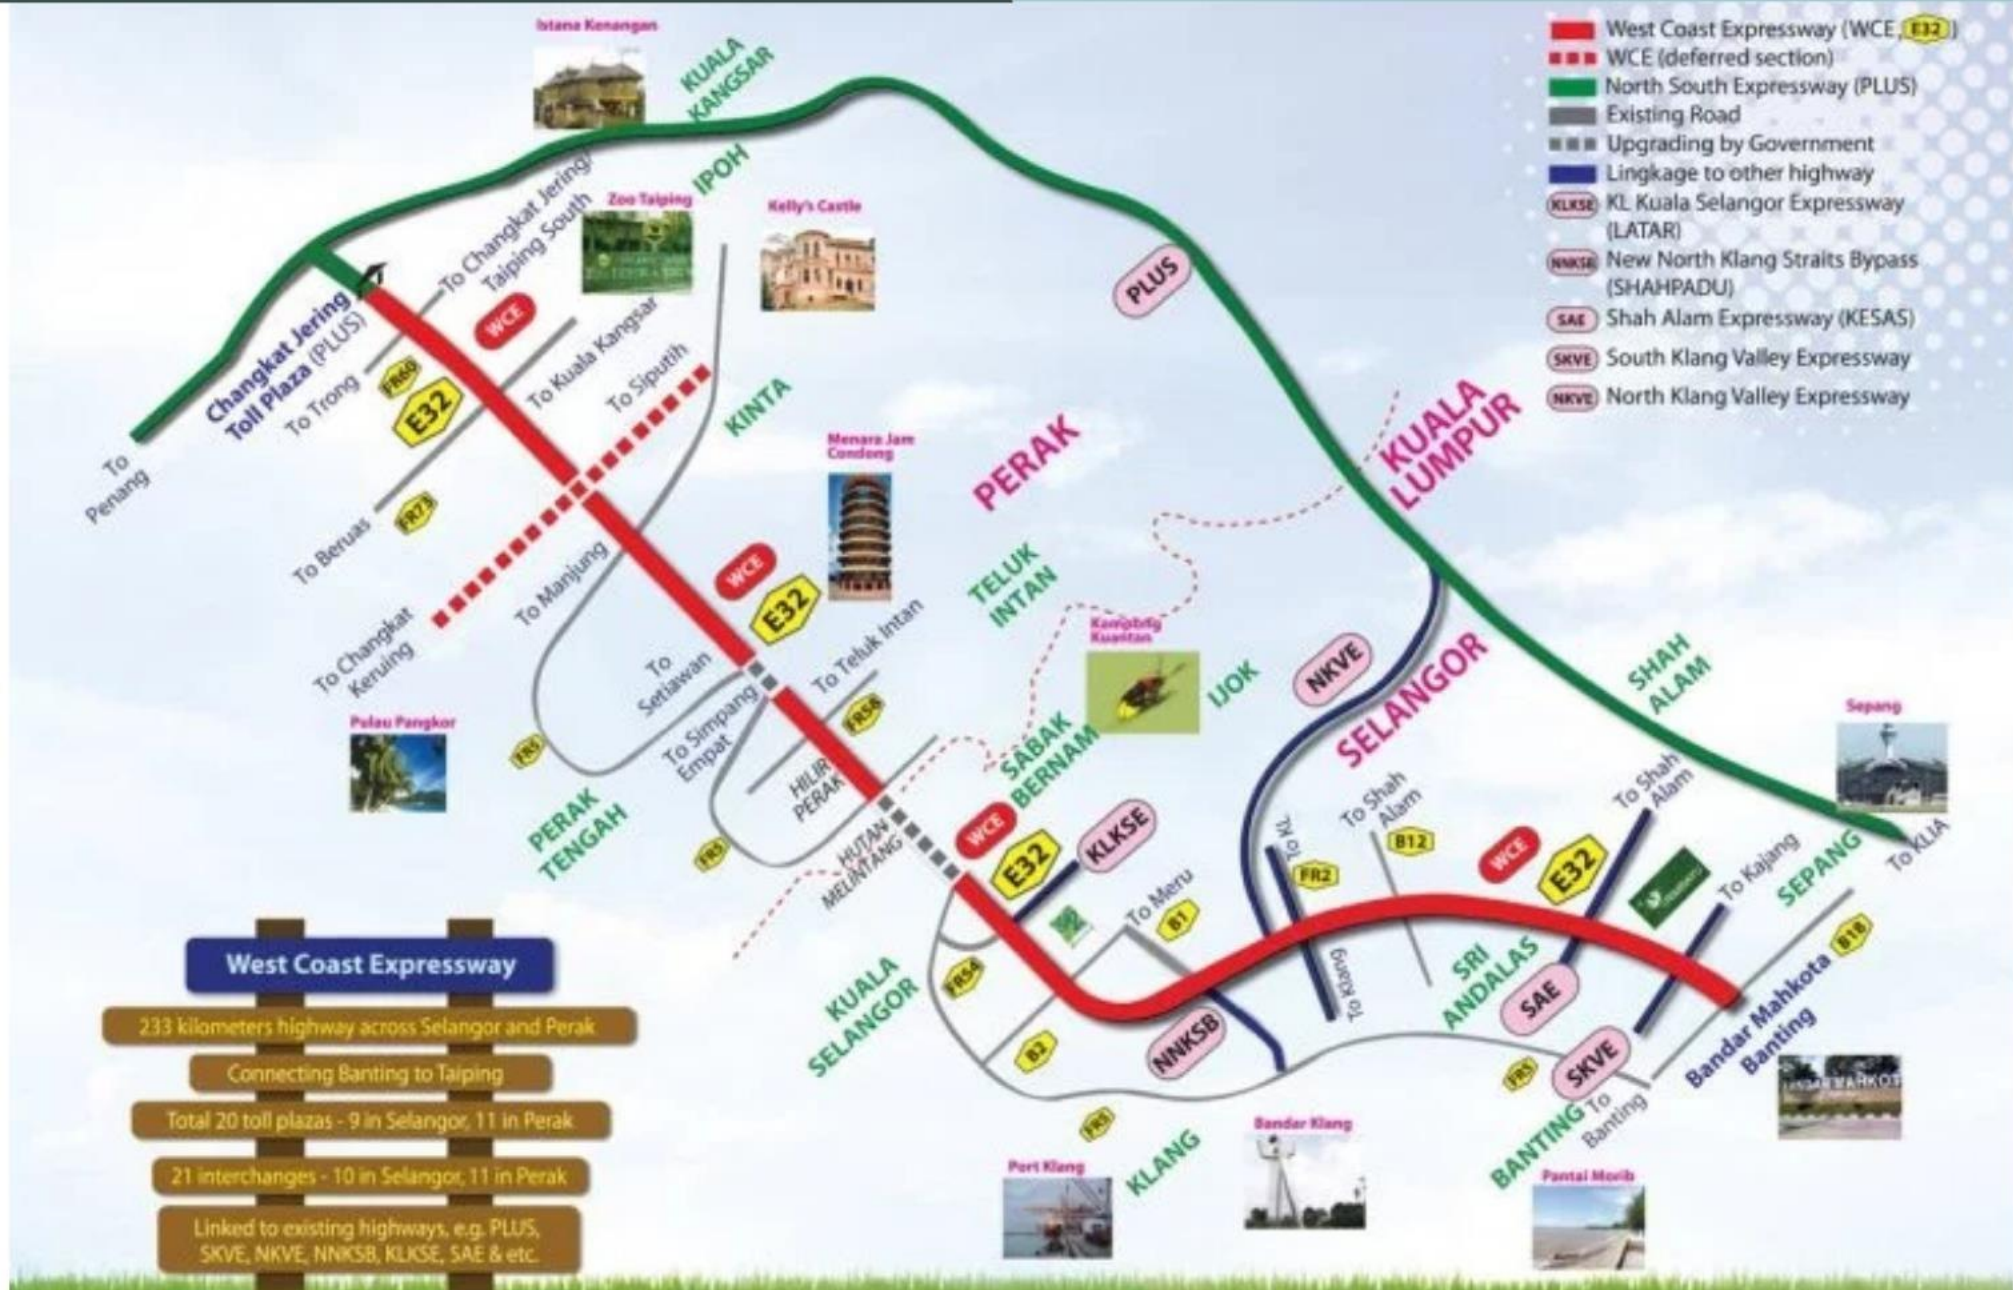 Istana Kenangan
KUALA
KANGSAR
IPOH
To Changkat Jering/
Taiping South
Zoo Taiping
Kelly's Castle
PLUS
Changkat Jering
Toll Plaza (PLUS)
To
Penang
To Trong
FR60
E32
WCE
To Kuala Kangsar
To Siputih
KINTA
To Beruas
FR73
To Changkat
Keruing
To Manjung
Menara Jam
Condong
PERAK
KUALA
LUMPUR
WCE
E32
TELUK
INTAN
To
Setiawan
To Simpang
Empat
To Teluk Intan
FR58
Pulau Pangkor
FR5
PERAK
TENGAH
FR5
HILIR
PERAK
HUTAN
MELINTANG
SABAK
BERNAM
Kampung
Kuantan
IJOK
NKVE
SELANGOR
SHAH
ALAM
Sepang
To KLIA
SEPANG
WCE
E32
KLKSE
To Meru
B1
KUALA
SELANGOR
FR54
B2
NNKSB
To KL
FR2
To Klang
To Shah
Alam
B12
WCE
E32
To Shah
Alam
To Kajang
SRI
ANDALAS
SAE
SKVE
FR5
B18
Bandar Mahkota
Banting
BANDAR MAHKOTA
BANTING
To
Banting
FR5
KLANG
Port Klang
Bandar Klang
Pantai Morib
West Coast Expressway (WCE, E32)
WCE (deferred section)
North South Expressway (PLUS)
Existing Road
Upgrading by Government
Lingkage to other highway
KLKSE KL Kuala Selangor Expressway
(LATAR)
NNKSB New North Klang Straits Bypass
(SHAHPADU)
SAE Shah Alam Expressway (KESAS)
SKVE South Klang Valley Expressway
NKVE North Klang Valley Expressway
West Coast Expressway
233 kilometers highway across Selangor and Perak
Connecting Banting to Taiping
Total 20 toll plazas - 9 in Selangor, 11 in Perak
21 interchanges - 10 in Selangor, 11 in Perak
Linked to existing highways, e.g. PLUS,
SKVE, NKVE, NNKSB, KLKSE, SAE & etc.